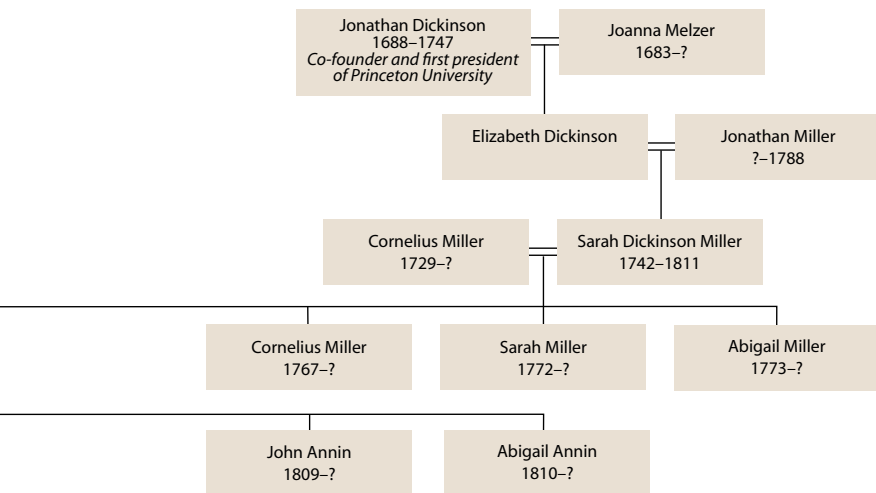 Jonathan Dickinson
1688–1747
Co-founder and first president
of Princeton University
Joanna Melzer
1683–?
Elizabeth Dickinson
Jonathan Miller
?–1788
Cornelius Miller
1729–?
Sarah Dickinson Miller
1742–1811
Cornelius Miller
1767–?
Sarah Miller
1772–?
Abigail Miller
1773–?
John Annin
1809–?
Abigail Annin
1810–?